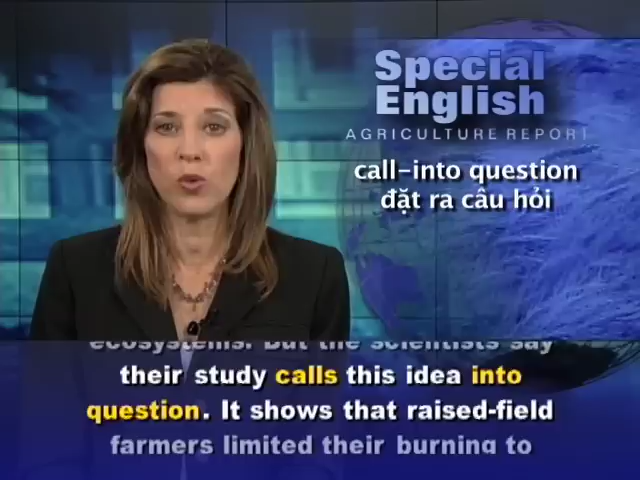 Special
English
AGRICULTURE REPORT
call-into question
đặt ra câu hỏi
ecosystems. But the scientists say
their study calls this idea into
question. It shows that raised-field
farmers limited their burning to